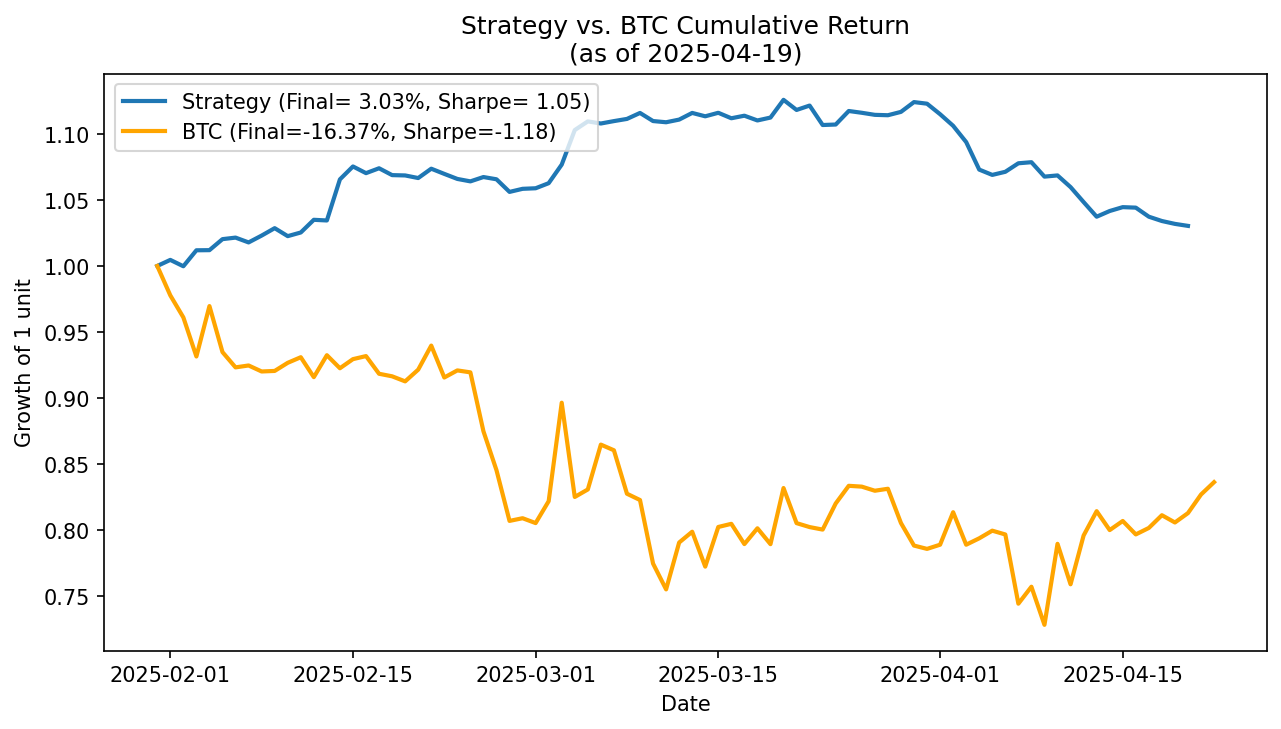 Strategy vs. BTC Cumulative Return
(as of 2025-04-19)
Strategy (Final= 3.03%, Sharpe= 1.05)
BTC (Final=-16.37%, Sharpe=-1.18)
Growth of 1 unit
1.10
1.05
1.00
0.95
0.90
0.85
0.80
0.75
2025-02-01 2025-02-15 2025-03-01 2025-03-15 2025-04-01 2025-04-15
Date